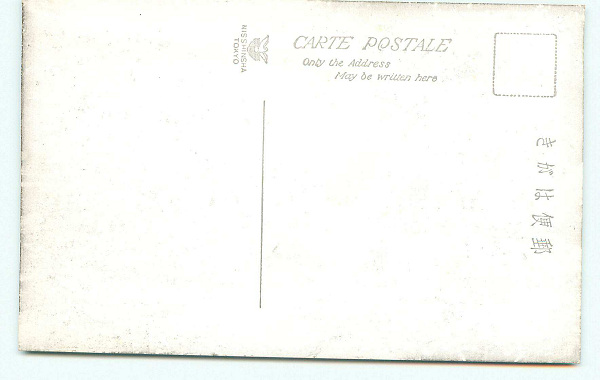 NISSHINSHA
TOKYO
CARTE POSTALE
Only the Address
May be written here
郵便はがき